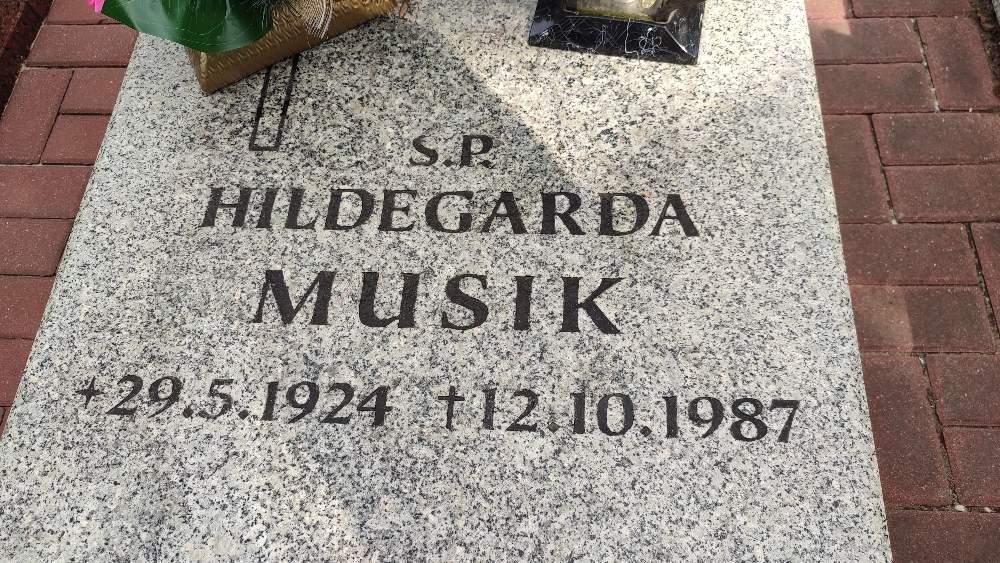 S.P.
HILDEGARDA
MUSIK
+29.5.1924 †12.10.1987